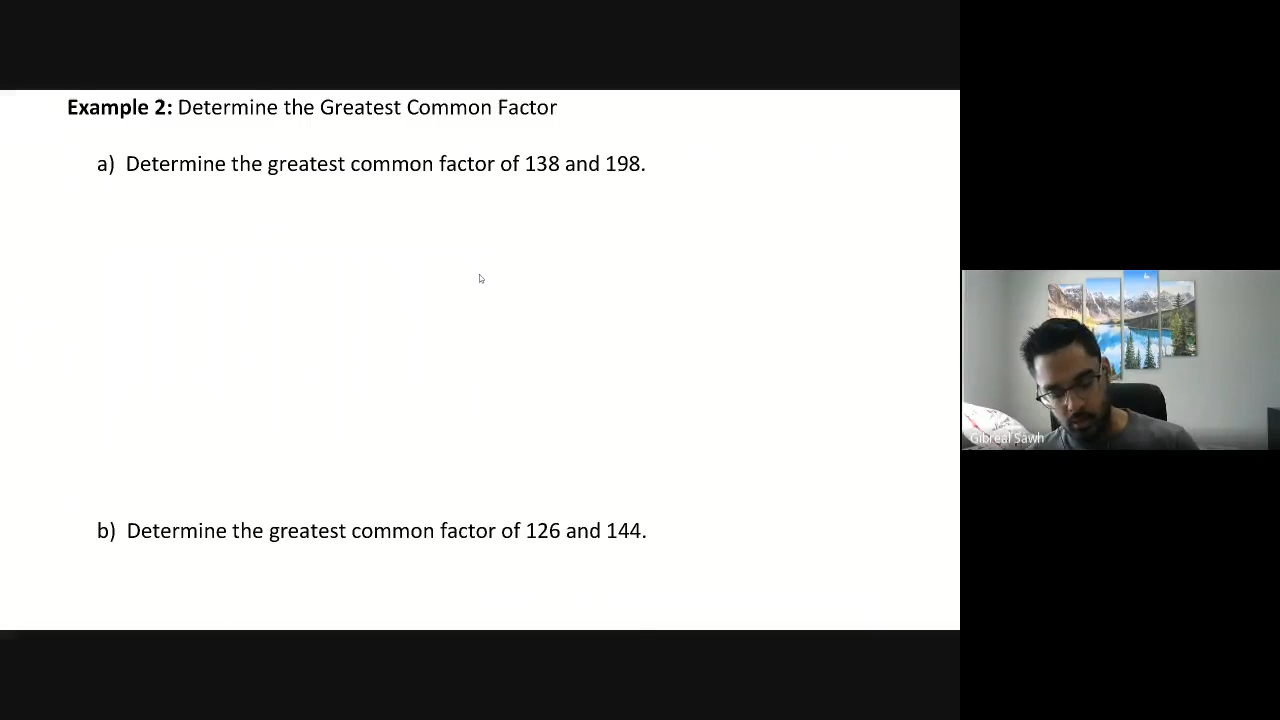 Example 2: Determine the Greatest Common Factor
a) Determine the greatest common factor of 138 and 198.
Gibreal Sawh
b) Determine the greatest common factor of 126 and 144.